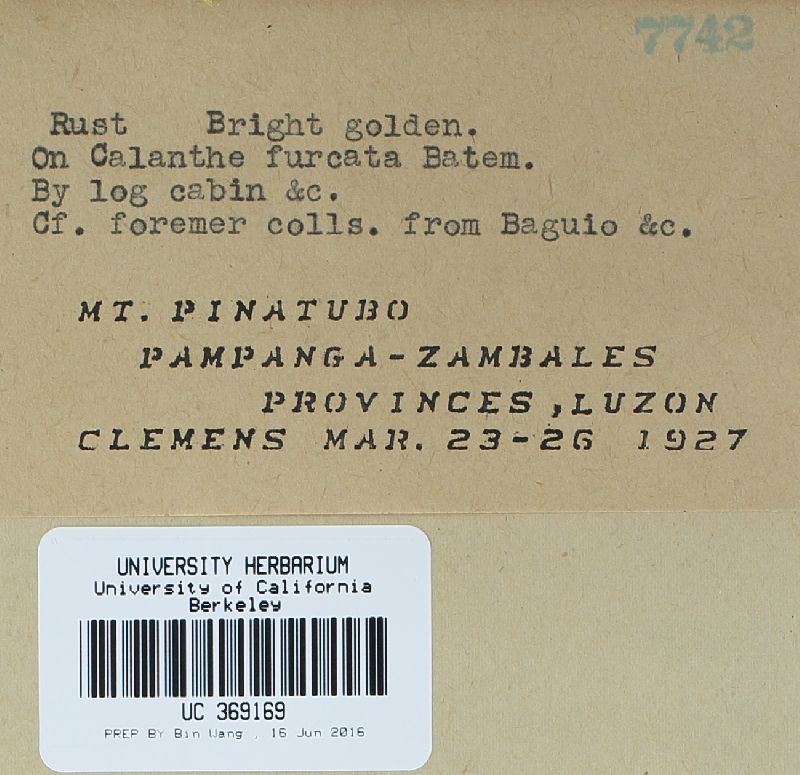 7742
Rust Bright golden.
On Calanthe furcata Batem.
By log cabin &c.
Cf. foremer colls. from Baguio &c.
MT. PINATUBO
PAMPANGA-ZAMBALES
PROVINCES,LUZON
CLEMENS MAR. 23-26 1927
UNIVERSITY HERBARIUM
University of California
Berkeley
UC 369169
PREP BY Bin Wang , 16 Jun 2016